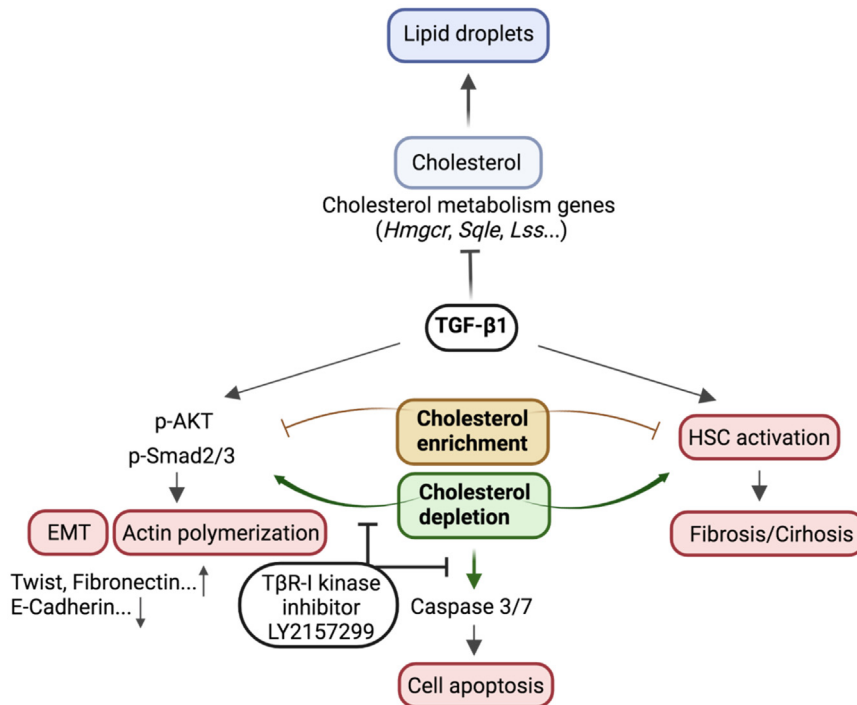 Lipid droplets
Cholesterol
Cholesterol metabolism genes
(Hmgcr, Sqle, Lss...)
TGF-β1
p-AKT
p-Smad2/3
Cholesterol
enrichment
HSC activation
Cholesterol
depletion
EMT
Actin polymerization
Fibrosis/Cirhosis
Twist, Fibronectin...
E-Cadherin...
TβR-I kinase
inhibitor
LY2157299
Caspase 3/7
Cell apoptosis